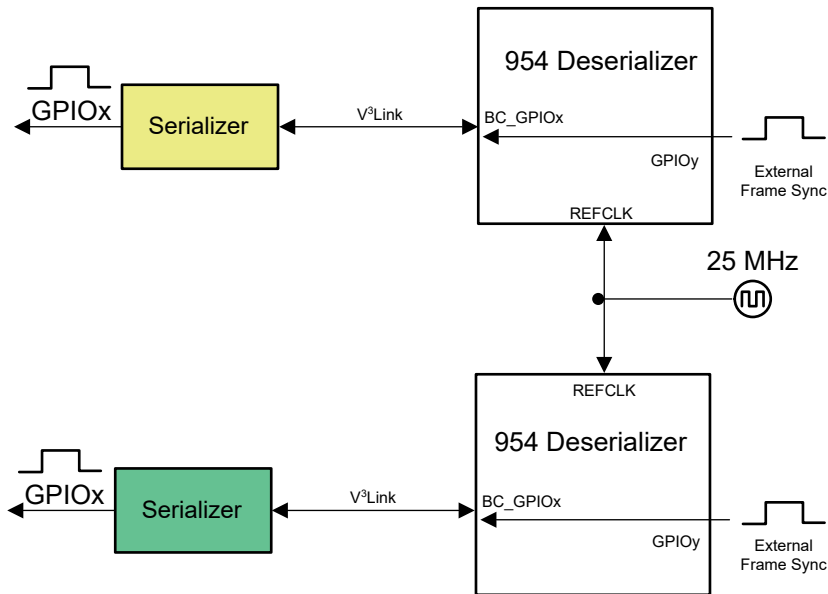 954 Deserializer
GPIOx
Serializer
V³Link
BC_GPIOx
GPIOy
External
Frame Sync
REFCLK
25 MHz
REFCLK
954 Deserializer
GPIOx
Serializer
V³Link
BC_GPIOx
GPIOy
External
Frame Sync